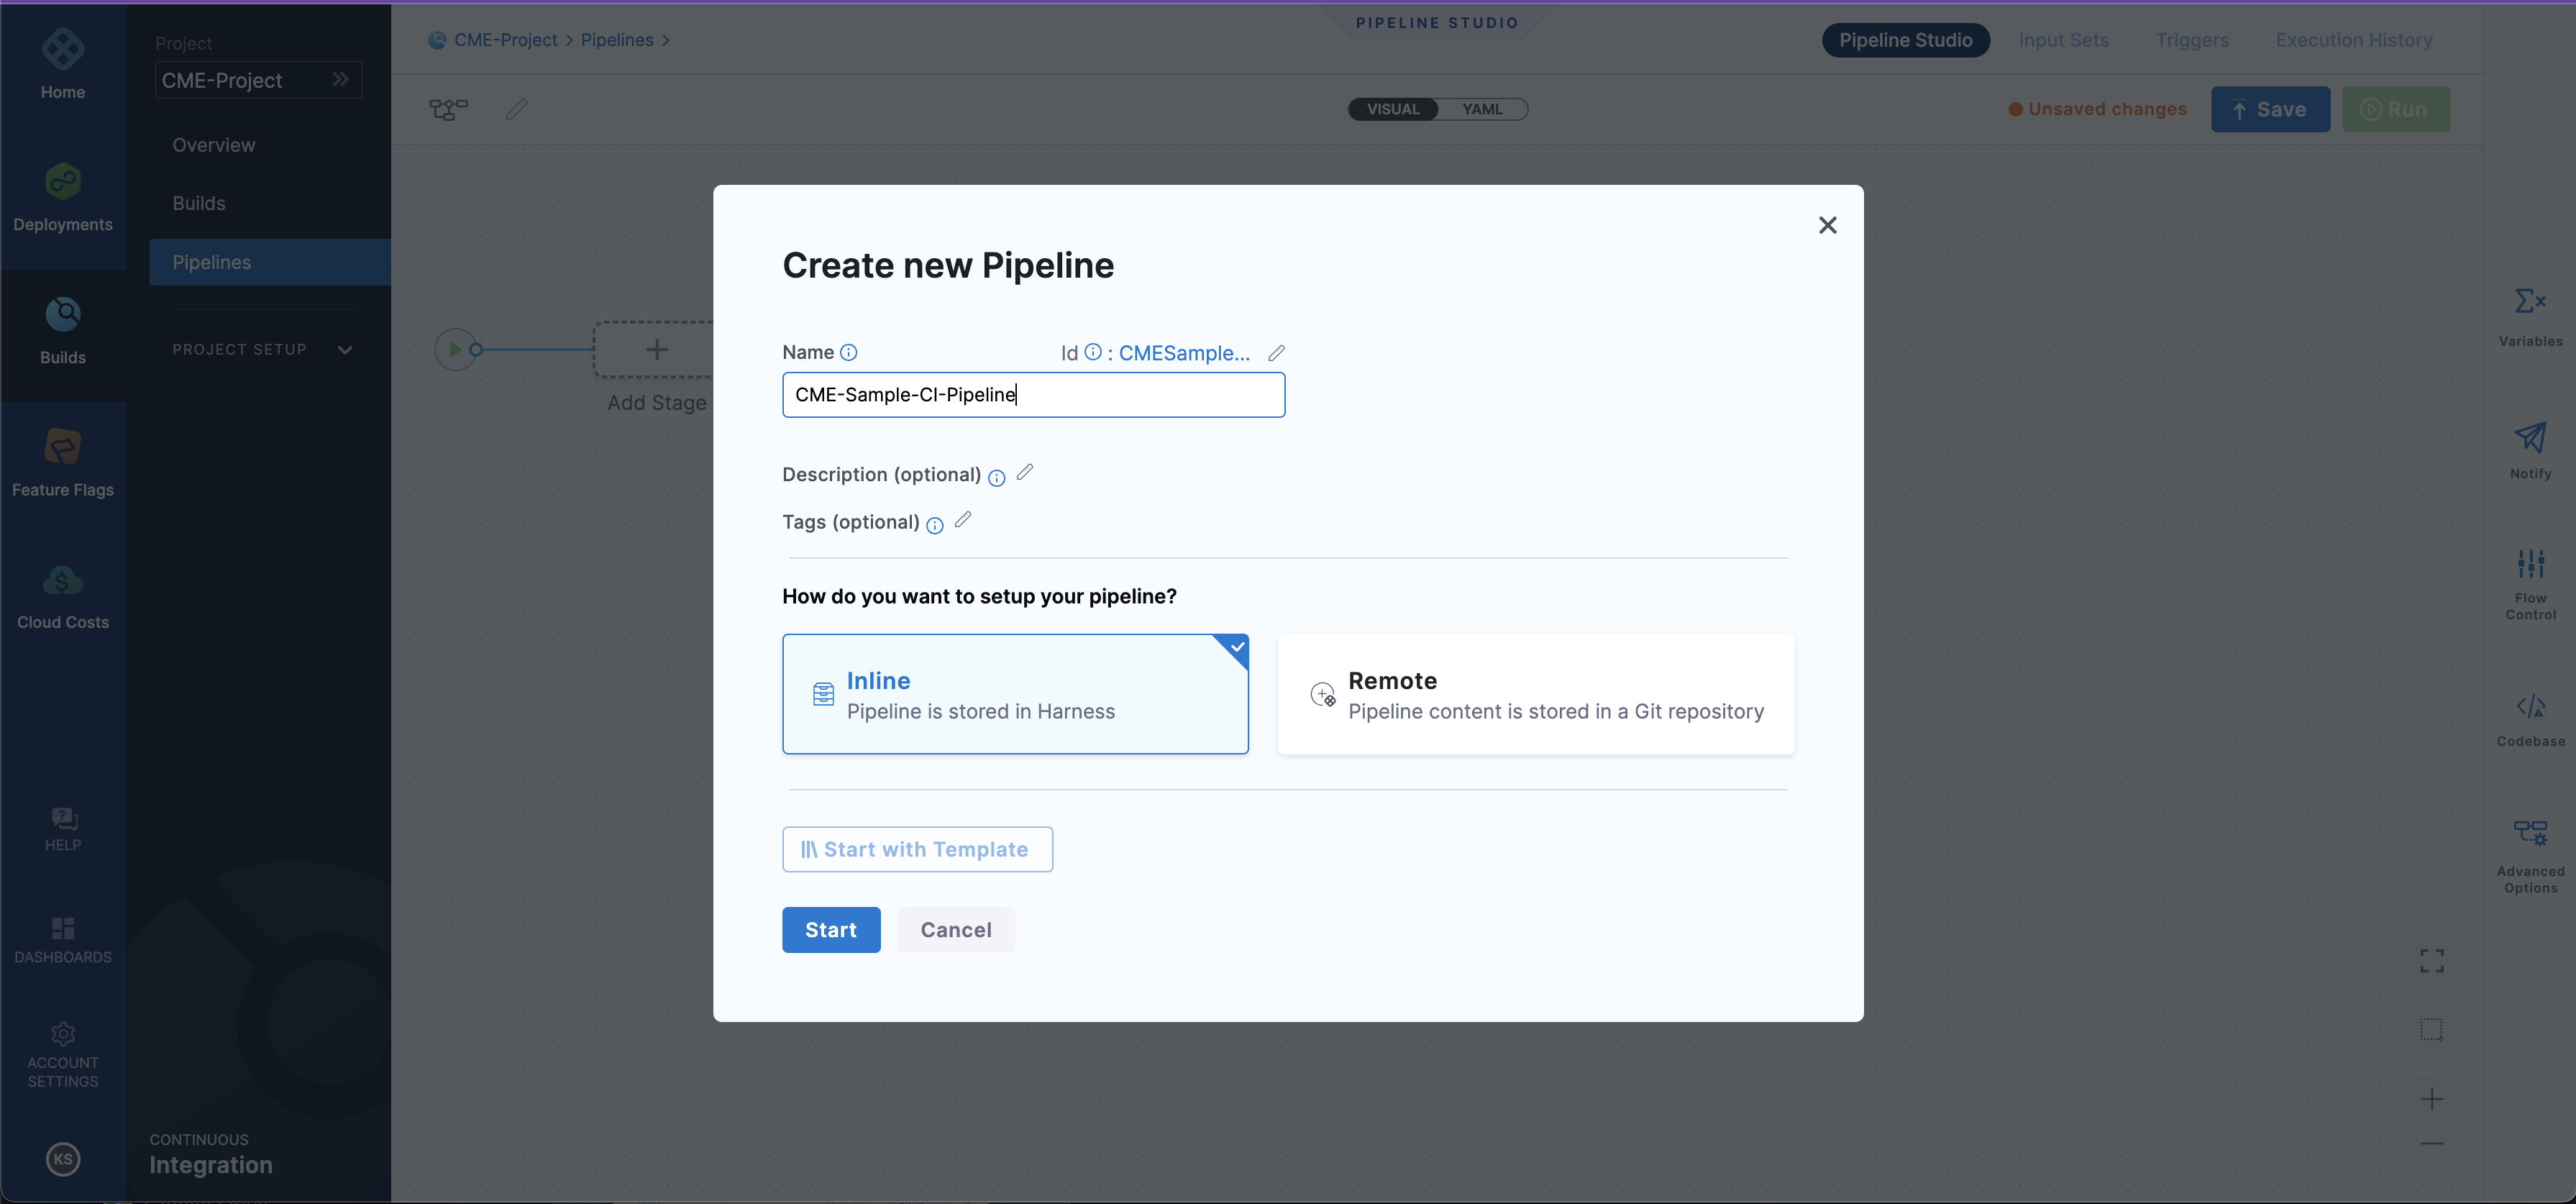 Home
Deployments
Builds
Feature Flags
Cloud Costs
HELP
DASHBOARDS
ACCOUNT
SETTINGS
KS
Project
CME-Project
Overview
Builds
Pipelines
PROJECT SETUP
CONTINUOUS
Integration
CME-Project > Pipelines >
PIPELINE STUDIO
Pipeline Studio Input Sets Triggers Execution History
VISUAL YAML
Unsaved changes Save Run
Add Stage
Create new Pipeline
Name Id : CMESample...
CME-Sample-CI-Pipeline
Description (optional)
Tags (optional)
How do you want to setup your pipeline?
Inline
Pipeline is stored in Harness
Remote
Pipeline content is stored in a Git repository
Start with Template
Start Cancel
Variables
Notify
Flow
Control
Codebase
Advanced
Options